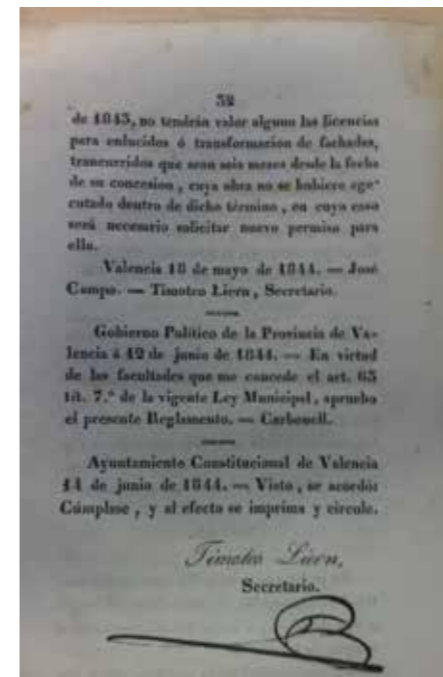 32
de 1843, no tendrán valor alguno las licencias
para enlucidos ó transformacion de fachadas,
trancurridos que sean seis meses desde la fecha
de su concesion, cuya obra no se hubiere ege-
cutado dentro de dicho término, en cuyo caso
será necesario solicitar nuevo permiso para
ello.
Valencia 18 de mayo de 1844. — José
Campo. — Timoteo Liern, Secretario.
Gobierno Político de la Provincia de Va-
lencia á 12 de junio de 1844. — En virtud
de las facultades que me concede el art. 65
tít. 7.º de la vigente Ley Municipal, apruebo
el presente Reglamento. — Carbonell.
Ayuntamiento Constitucional de Valencia
14 de junio de 1844. — Visto, se acordó:
Cúmplase, y al efecto se imprima y circule.
Timoteo Liern,
Secretario.